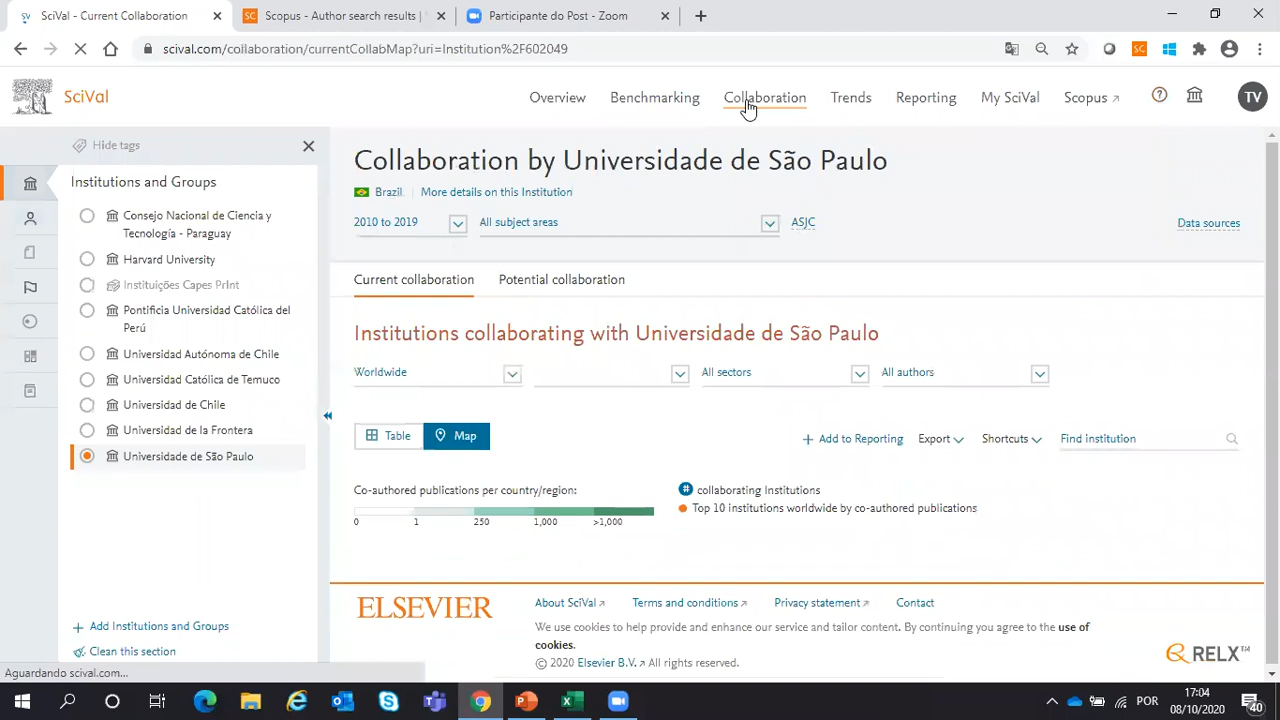 SciVal - Current Collaboration
Scopus - Author search results |
Participante do Post - Zoom
scival.com/collaboration/currentCollabMap?uri=Institution%2F602049
SC
SciVal
Overview
Benchmarking
Collaboration
Trends
Reporting
My SciVal
Scopus
TV
Hide tags
Institutions and Groups
Consejo Nacional de Ciencia y
Tecnología - Paraguay
Harvard University
Instituições Capes PrInt
Pontificia Universidad Católica del
Perú
Universidad Autónoma de Chile
Universidad Católica de Temuco
Universidad de Chile
Universidad de la Frontera
Universidade de São Paulo
Add Institutions and Groups
Clean this section
Collaboration by Universidade de São Paulo
Brazil
More details on this Institution
2010 to 2019
All subject areas
ASJC
Data sources
Current collaboration
Potential collaboration
Institutions collaborating with Universidade de São Paulo
Worldwide
All sectors
All authors
Table
Map
Add to Reporting
Export
Shortcuts
Find institution
Co-authored publications per country/region:
0 1 250 1,000 >1,000
# collaborating Institutions
Top 10 institutions worldwide by co-authored publications
ELSEVIER
About SciVal
Terms and conditions
Privacy statement
Contact
We use cookies to help provide and enhance our service and tailor content. By continuing you agree to the use of
cookies.
© 2020 Elsevier B.V. All rights reserved.
RELX™
Aguardando scival.com...
POR
17:04
08/10/2020
40